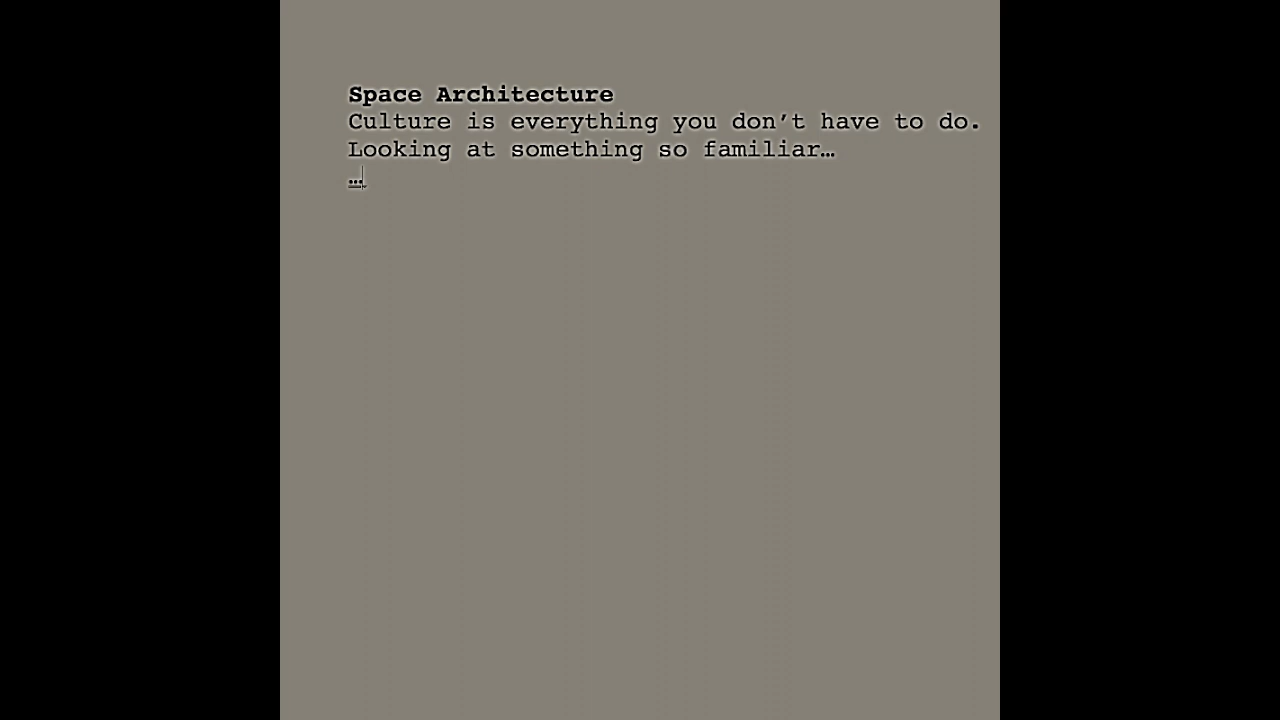 Space Architecture
Culture is everything you don’t have to do.
Looking at something so familiar…
…